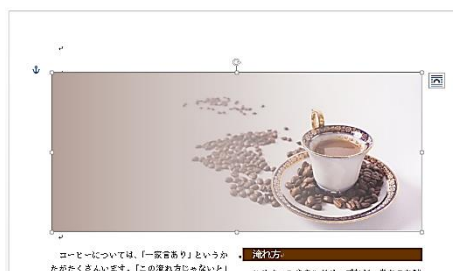 コーヒーについては、「一家言あり」というか
たがたくさんいます。「この淹れ方じゃないと」
淹れ方